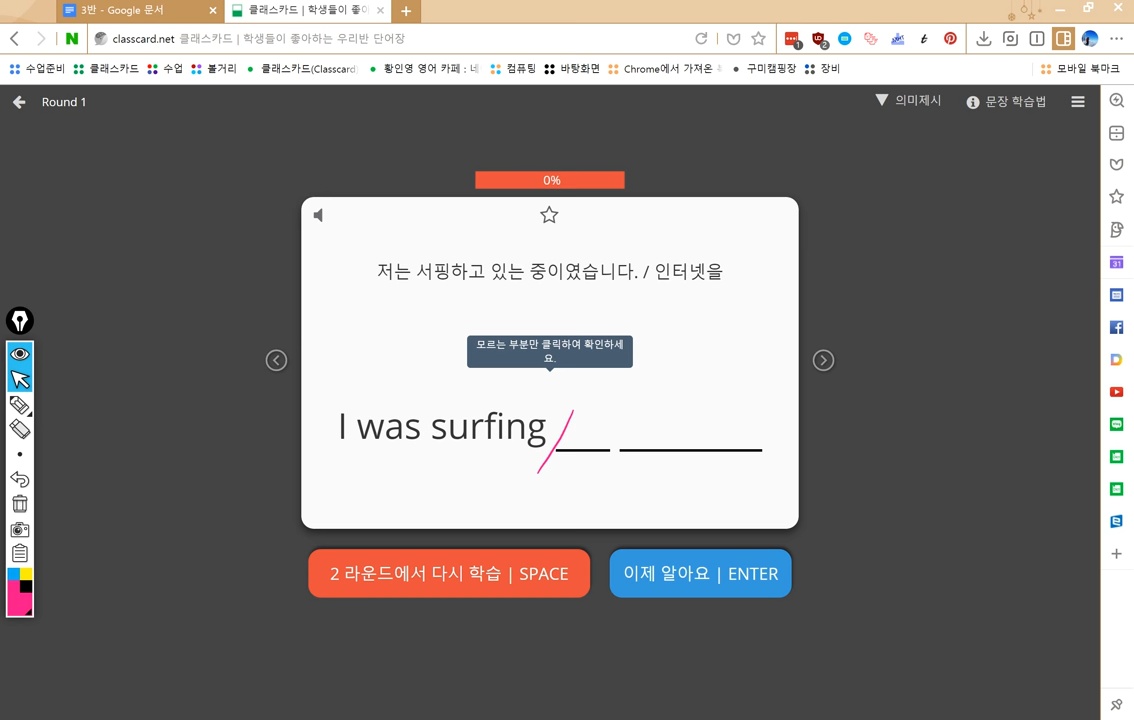 3반 - Google 문서
클래스카드 | 학생들이 좋아
classcard.net 클래스카드 | 학생들이 좋아하는 우리반 단어장
수업준비 클래스카드 수업 볼거리 클래스카드(Classcard) 황인영 영어 카페 : 네 컴퓨팅 바탕화면 Chrome에서 가져온 구미캠핑장 장비 모바일 북마크
Round 1 의미제시 문장 학습법
0%
저는 서핑하고 있는 중이였습니다. / 인터넷을
모르는 부분만 클릭하여 확인하세
요.
I was surfing
2 라운드에서 다시 학습 | SPACE
이제 알아요 | ENTER